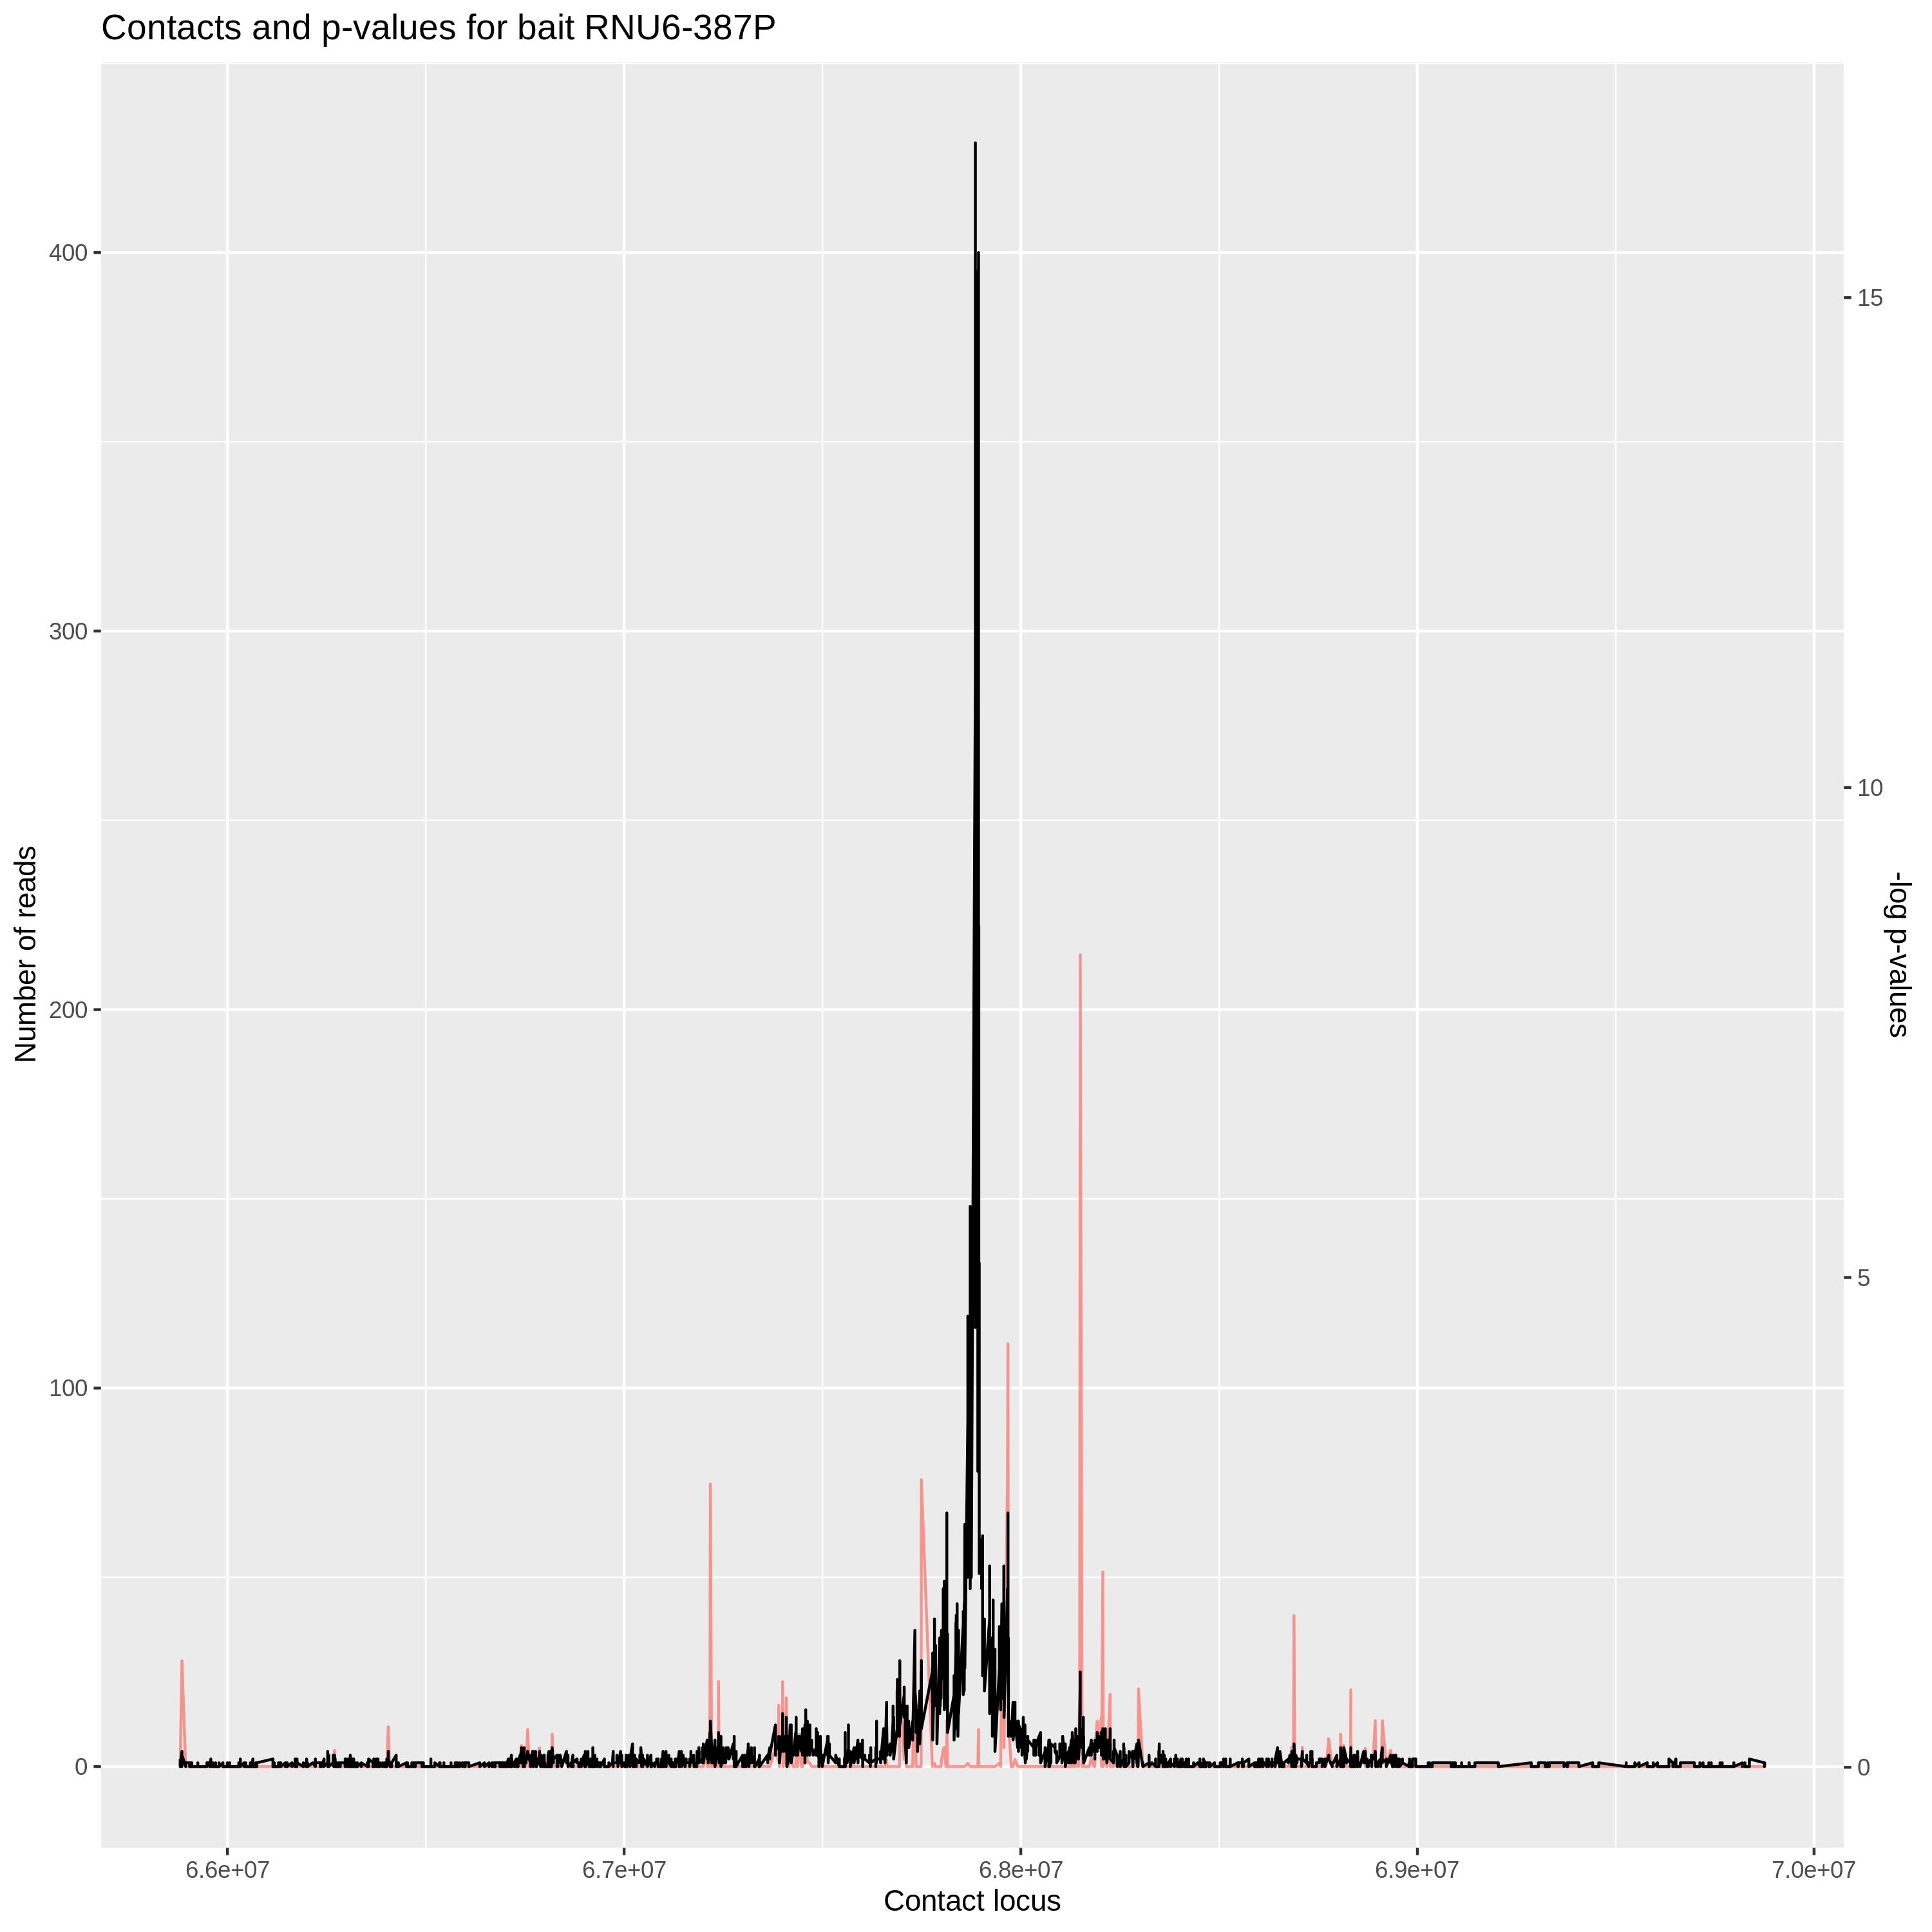 Contacts and p-values for bait RNU6-387P
400
300
200
100
0
Number of reads
15
10
5
0
-log p-values
6.6e+07
6.7e+07
6.8e+07
6.9e+07
7.0e+07
Contact locus